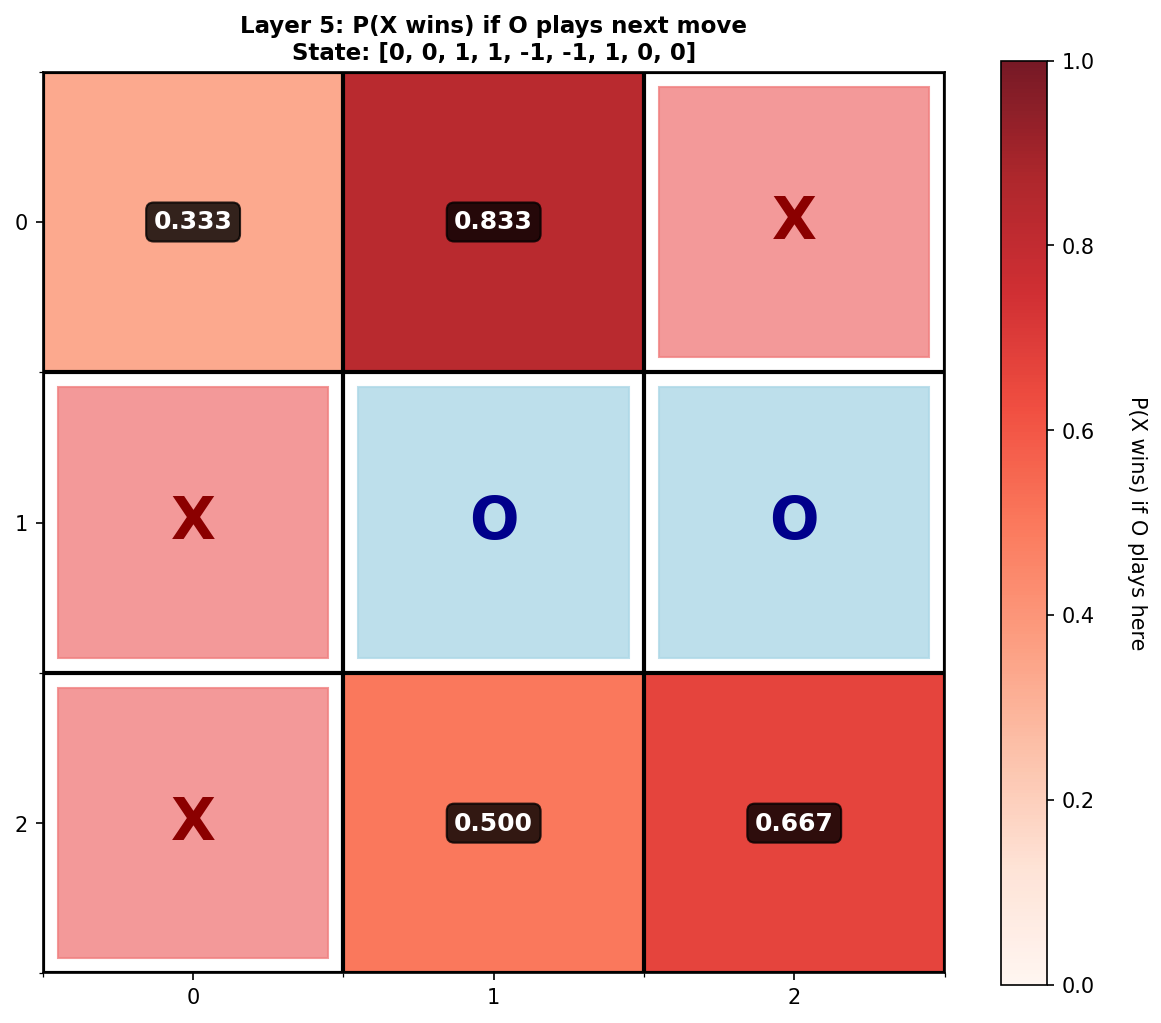 Layer 5: P(X wins) if O plays next move
State: [0, 0, 1, 1, -1, -1, 1, 0, 0]
0
0.333
0.833
X
1
X
O
O
2
X
0.500
0.667
0
1
2
1.0
0.8
0.6
0.4
0.2
0.0
P(X wins) if O plays here